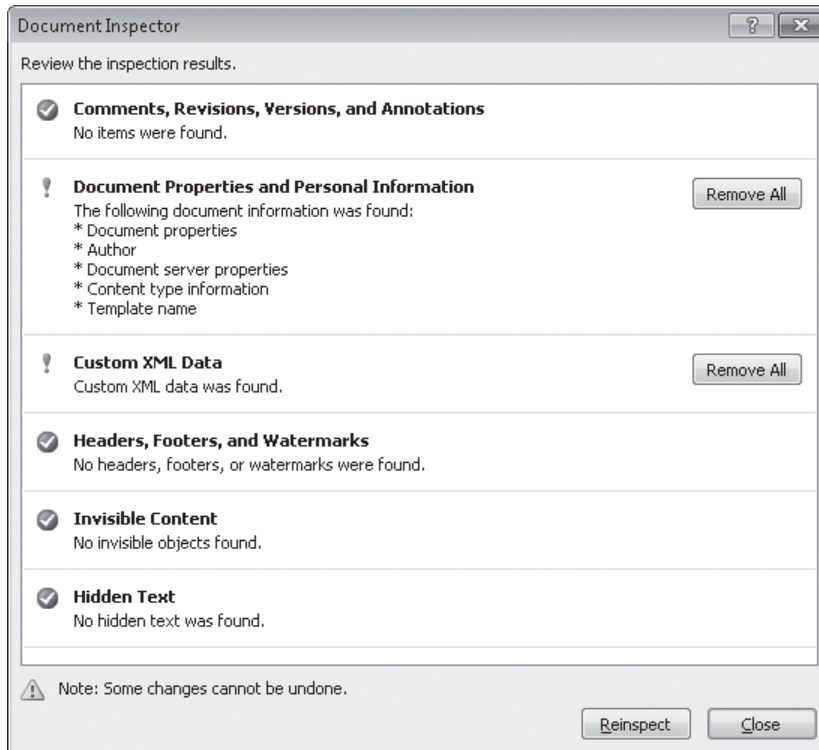 Document Inspector
Review the inspection results.
Comments, Revisions, Versions, and Annotations
No items were found.
Document Properties and Personal Information
Remove All
The following document information was found:
* Document properties
* Author
* Document server properties
* Content type information
* Template name
Custom XML Data
Remove All
Custom XML data was found.
Headers, Footers, and Watermarks
No headers, footers, or watermarks were found.
Invisible Content
No invisible objects found.
Hidden Text
No hidden text was found.
Note: Some changes cannot be undone.
Reinspect Close